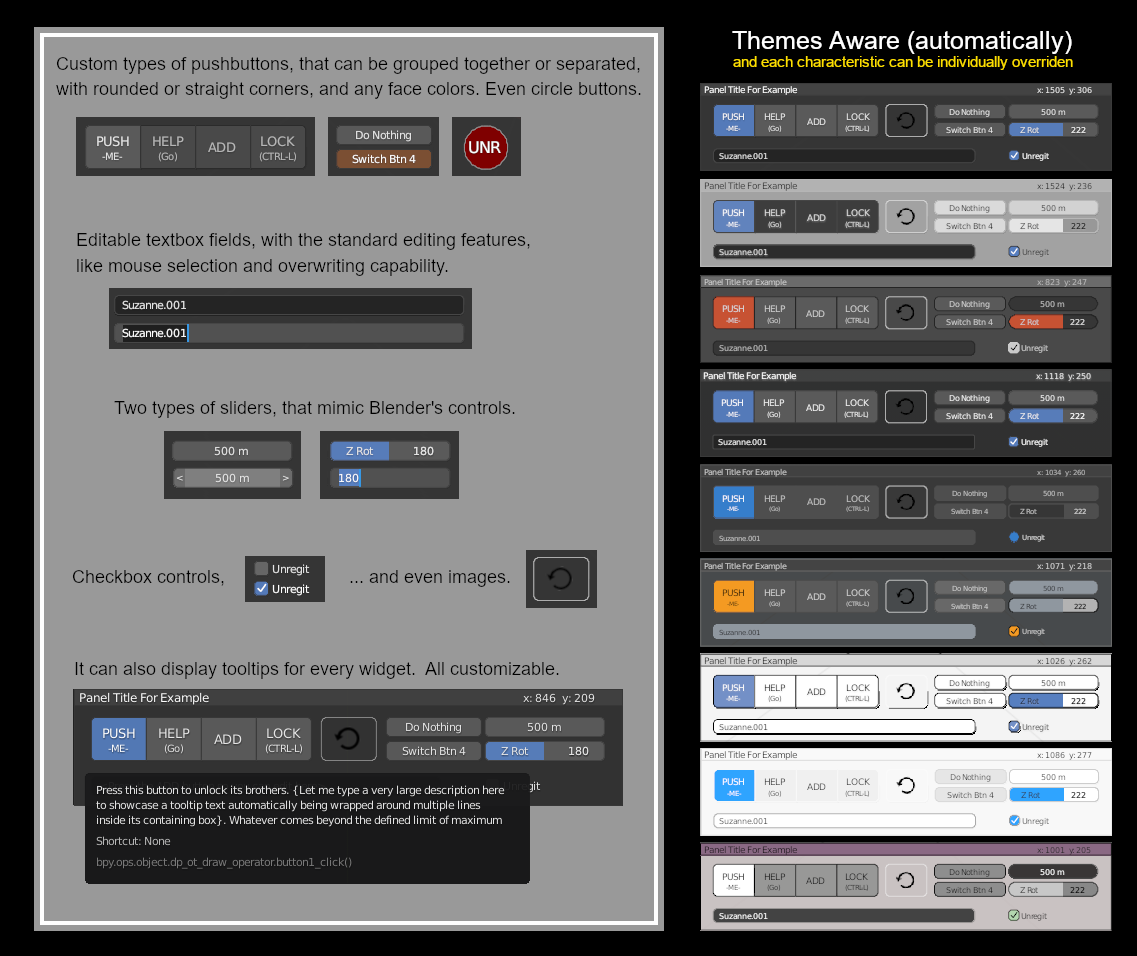 Custom types of pushbuttons, that can be grouped together or separated,
with rounded or straight corners, and any face colors. Even circle buttons.
PUSH HELP ADD LOCK
-ME- (Go) (CTRL-L)
Do Nothing
Switch Btn 4
UNR
Editable textbox fields, with the standard editing features,
like mouse selection and overwriting capability.
Suzanne.001
Suzanne.001
Two types of sliders, that mimic Blender's controls.
500 m
< 500 m >
Z Rot 180
180
Checkbox controls,
Unregit
Unregit
... and even images.
It can also display tooltips for every widget. All customizable.
Panel Title For Example x: 846 y: 209
PUSH HELP ADD LOCK Do Nothing 500 m
-ME- (Go) (CTRL-L) Switch Btn 4 Z Rot 180
Press this button to unlock its brothers. {Let me type a very large description here
to showcase a tooltip text automatically being wrapped around multiple lines
inside its containing box}. Whatever comes beyond the defined limit of maximum
Shortcut: None
bpy.ops.object.dp_ot_draw_operator.button1_click()
Themes Aware (automatically)
and each characteristic can be individually overriden
Panel Title For Example x: 1505 y: 306
PUSH HELP ADD LOCK Do Nothing 500 m
-ME- (Go) (CTRL-L) Switch Btn 4 Z Rot 222
Suzanne.001 Unregit
Panel Title For Example x: 1524 y: 236
PUSH HELP ADD LOCK Do Nothing 500 m
-ME- (Go) (CTRL-L) Switch Btn 4 Z Rot 222
Suzanne.001 Unregit
Panel Title For Example x: 823 y: 247
PUSH HELP ADD LOCK Do Nothing 500 m
-ME- (Go) (CTRL-L) Switch Btn 4 Z Rot 222
Suzanne.001 Unregit
Panel Title For Example x: 1118 y: 250
PUSH HELP ADD LOCK Do Nothing 500 m
-ME- (Go) (CTRL-L) Switch Btn 4 Z Rot 222
Suzanne.001 Unregit
Panel Title For Example x: 1034 y: 260
PUSH HELP ADD LOCK Do Nothing 500 m
-ME- (Go) (CTRL-L) Switch Btn 4 Z Rot 222
Suzanne.001 Unregit
Panel Title For Example x: 1071 y: 218
PUSH HELP ADD LOCK Do Nothing 500 m
-ME- (Go) (CTRL-L) Switch Btn 4 Z Rot 222
Suzanne.001 Unregit
Panel Title For Example x: 1026 y: 262
PUSH HELP ADD LOCK Do Nothing 500 m
-ME- (Go) (CTRL-L) Switch Btn 4 Z Rot 222
Suzanne.001 Unregit
Panel Title For Example x: 1086 y: 277
PUSH HELP ADD LOCK Do Nothing 500 m
-ME- (Go) (CTRL-L) Switch Btn 4 Z Rot 222
Suzanne.001 Unregit
Panel Title For Example x: 1001 y: 205
PUSH HELP ADD LOCK Do Nothing 500 m
-ME- (Go) (CTRL-L) Switch Btn 4 Z Rot 222
Suzanne.001 Unregit